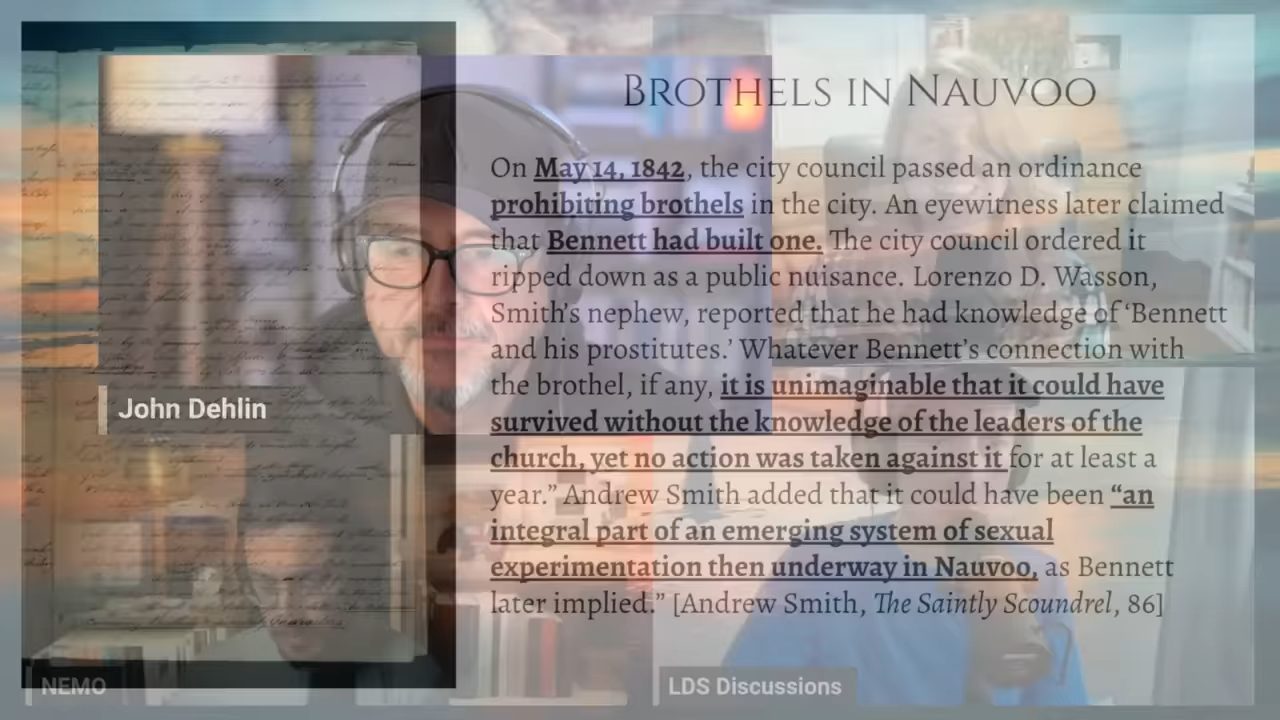 BROTHELS IN NAUVOO
On May 14, 1842, the city council passed an ordinance
prohibiting brothels in the city. An eyewitness later claimed
that Bennett had built one. The city council ordered it
ripped down as a public nuisance. Lorenzo D. Wasson,
Smith's nephew, reported that he had knowledge of ‘Bennett
and his prostitutes.’ Whatever Bennett's connection with
the brothel, if any, it is unimaginable that it could have
survived without the knowledge of the leaders of the
church, yet no action was taken against it for at least a
year.” Andrew Smith added that it could have been “an
integral part of an emerging system of sexual
experimentation then underway in Nauvoo, as Bennett
later implied.” [Andrew Smith, The Saintly Scoundrel, 86]
John Dehlin
NEMO
LDS Discussions